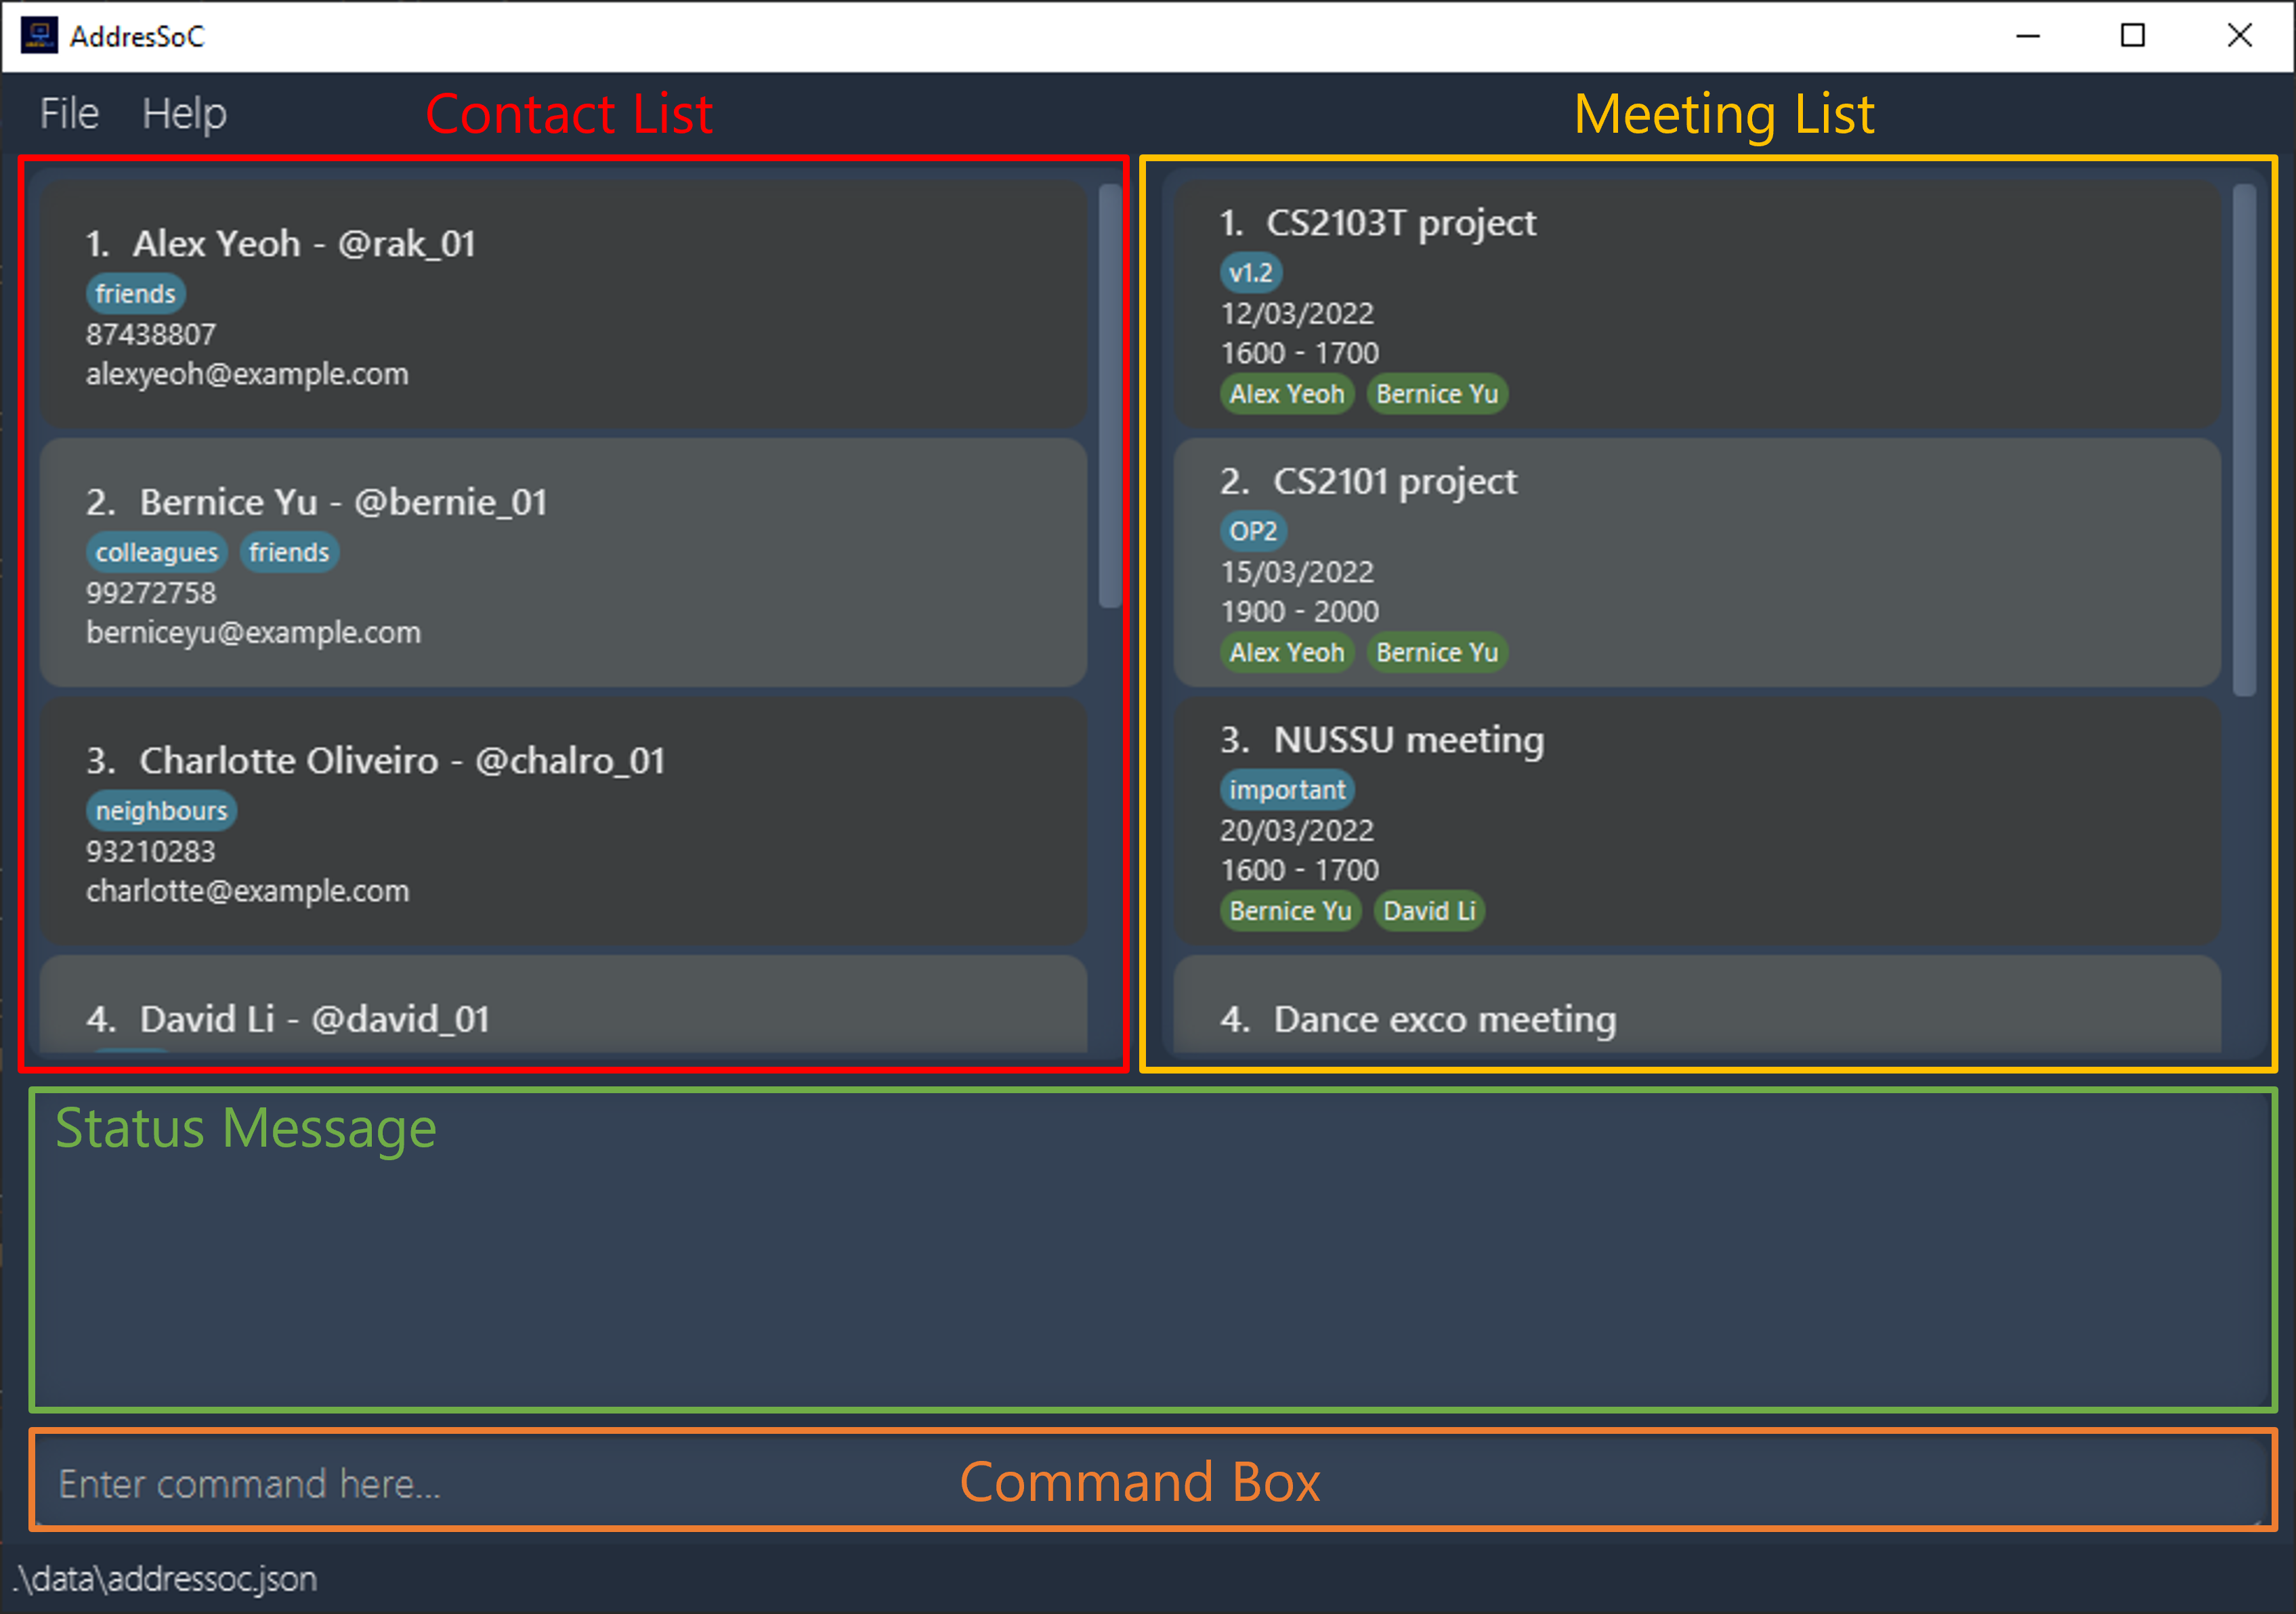 AddresSoC
File Help Contact List Meeting List
1. Alex Yeoh - @rak_01
friends
87438807
alexyeoh@example.com
2. Bernice Yu - @bernie_01
colleagues friends
99272758
berniceyu@example.com
3. Charlotte Oliveiro - @chalro_01
neighbours
93210283
charlotte@example.com
4. David Li - @david_01
1. CS2103T project
v1.2
12/03/2022
1600 - 1700
Alex Yeoh Bernice Yu
2. CS2101 project
OP2
15/03/2022
1900 - 2000
Alex Yeoh Bernice Yu
3. NUSSU meeting
important
20/03/2022
1600 - 1700
Bernice Yu David Li
4. Dance exco meeting
Status Message
Enter command here... Command Box
.\data\addressoc.json